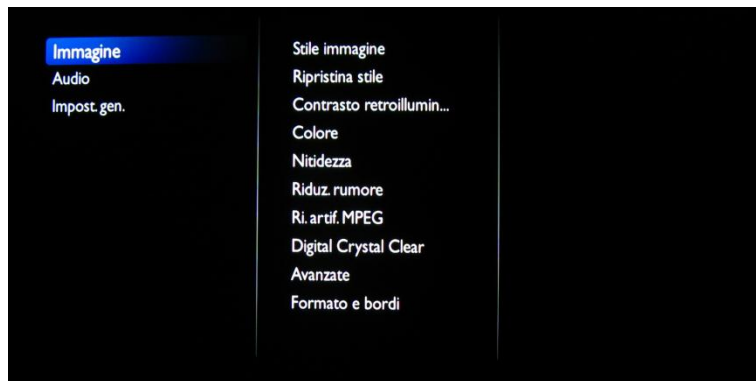 Immagine
Audio
Impost. gen.
Stile immagine
Ripristina stile
Contrasto retroillumin...
Colore
Nitidezza
Riduz. rumore
Ri. artif. MPEG
Digital Crystal Clear
Avanzate
Formato e bordi